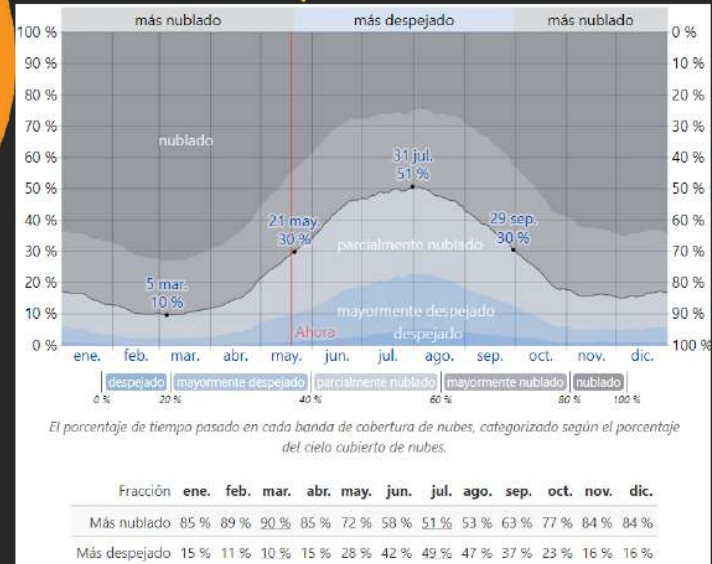 más nublado más despejado más nublado
100 % 0 %
90 % 10 %
80 % 20 %
70 % 30 %
nublado
60 % 40 %
31 jul.
51 %
50 % 50 %
40 % 60 %
21 may.
30 %
29 sep.
30 %
parcialmente nublado
30 % 70 %
20 % 80 %
5 mar.
10 %
mayormente despejado
10 % 90 %
Ahora
despejado
0 % 100 %
ene. feb. mar. abr. may. jun. jul. ago. sep. oct. nov. dic.
despejado mayormente despejado parcialmente nublado mayormente nublado nublado
0 % 20 % 40 % 60 % 80 % 100 %
El porcentaje de tiempo pasado en cada banda de cobertura de nubes, categorizado según el porcentaje
del cielo cubierto de nubes.
Fracción ene. feb. mar. abr. may. jun. jul. ago. sep. oct. nov. dic.
Más nublado 85 % 89 % 90 % 85 % 72 % 58 % 51 % 53 % 63 % 77 % 84 % 84 %
Más despejado 15 % 11 % 10 % 15 % 28 % 42 % 49 % 47 % 37 % 23 % 16 % 16 %